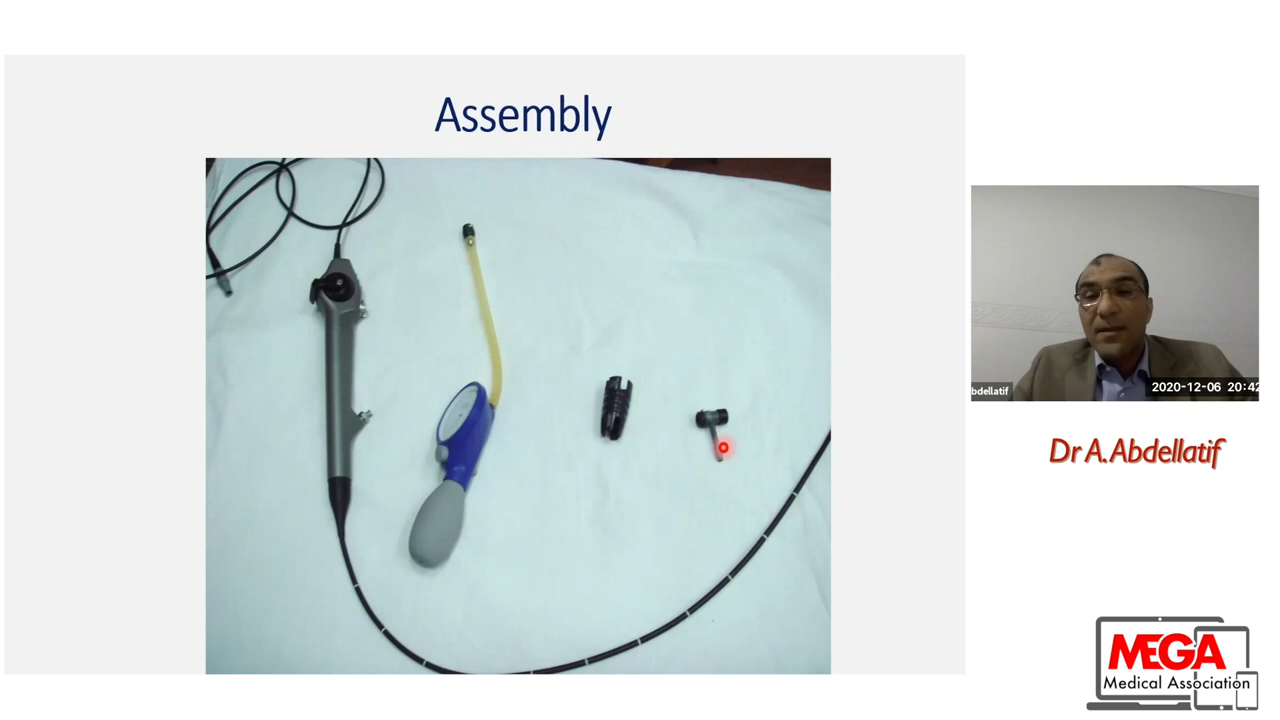 Assembly
bdellatif
2020-12-06 20:42
Dr A.Abdellatif
MEGA
Medical Association